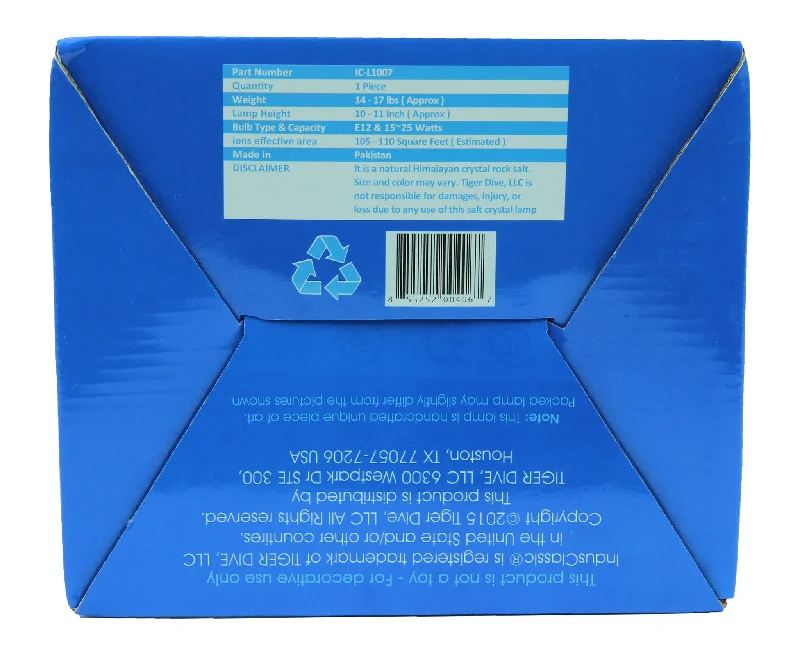 Part Number IC-L1007
Quantity 1 Piece
Weight 14 - 17 lbs ( Approx )
Lamp Height 10 - 11 Inch ( Approx )
Bulb Type & Capacity E12 & 15~25 Watts
ions effective area 105 - 110 Square Feet ( Estimated )
Made In Pakistan
DISCLAIMER It is a natural Himalayan crystal rock salt.
Size and color may vary. Tiger Dive, LLC is
not responsible for damages, injury, or
loss due to any use of this salt crystal lamp
8 55252 00406 2
This product is not a toy - For decorative use only
IndusClassic® is registered trademark of TIGER DIVE, LLC
in the United State and/or other countires.
Copyright ©2015 Tiger Dive, LLC All Rights reserved.
This product is distributed by
TIGER DIVE, LLC 6300 Westpark Dr STE 300,
Houston, TX 77057-7206 USA
Note: This lamp is handcrafted unique piece of art.
Packed lamp may slightly differ from the pictures shown.